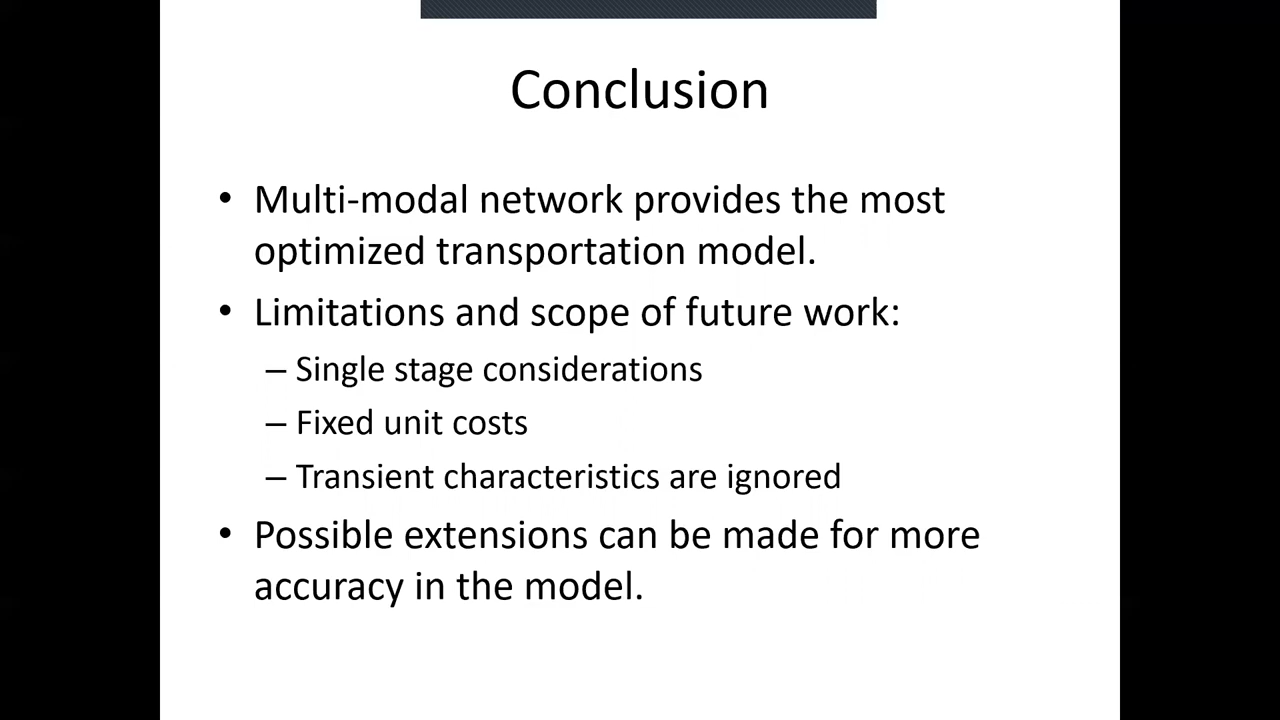 Conclusion
• Multi-modal network provides the most
optimized transportation model.
• Limitations and scope of future work:
– Single stage considerations
– Fixed unit costs
– Transient characteristics are ignored
• Possible extensions can be made for more
accuracy in the model.